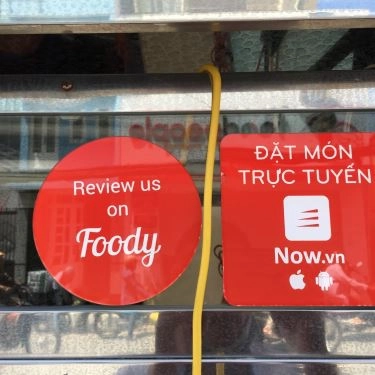 Review us
on
Foody
ĐẶT MÓN
TRỰC TUYẾN
Now.vn